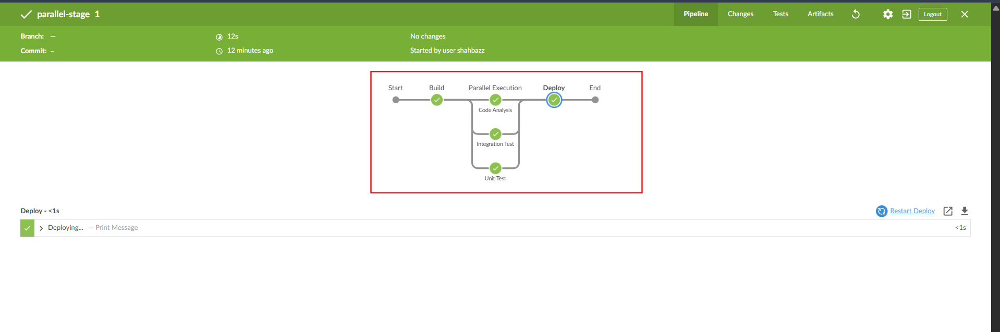 parallel-stage 1
Pipeline
Changes
Tests
Artifacts
Logout
Branch: —
12s
No changes
Commit: –
12 minutes ago
Started by user shahbazz
Start
Build
Parallel Execution
Deploy
End
Code Analysis
Integration Test
Unit Test
Deploy - <1s
Restart Deploy
Deploying... — Print Message
<1s